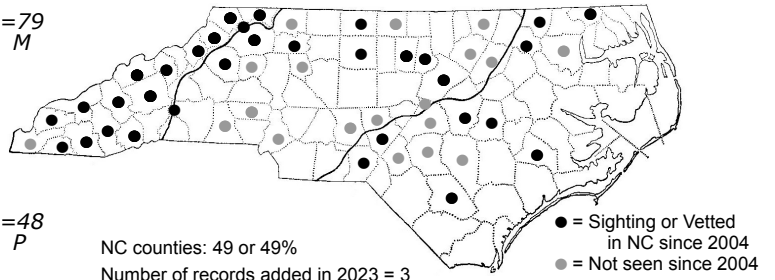 =79
M
=48
P
NC counties: 49 or 49%
Number of records added in 2023 = 3
= Sighting or Vetted
in NC since 2004
= Not seen since 2004